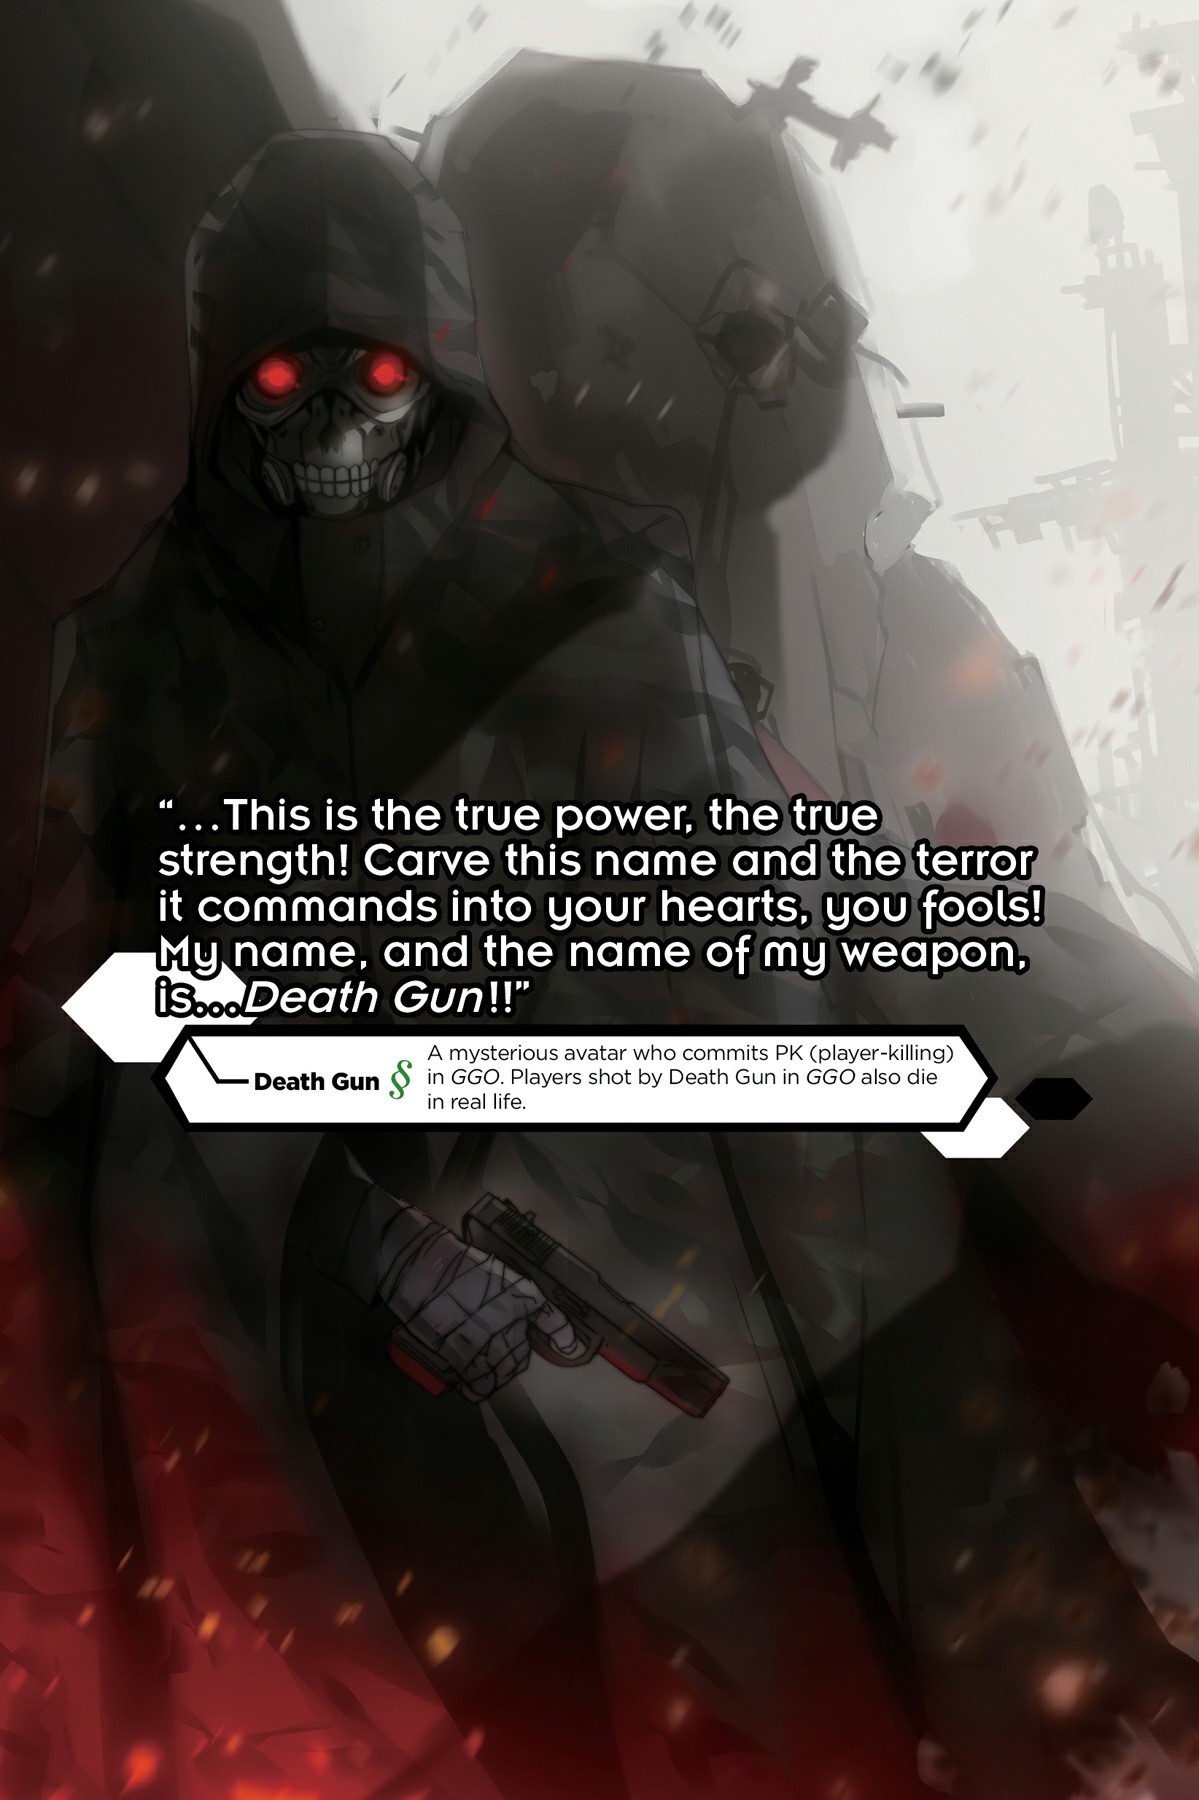 “…This is the true power, the true
strength! Carve this name and the terror
it commands into your hearts, you fools!
My name, and the name of my weapon,
is...Death Gun!!”
Death Gun §
A mysterious avatar who commits PK (player-killing)
in GGO. Players shot by Death Gun in GGO also die
in real life.